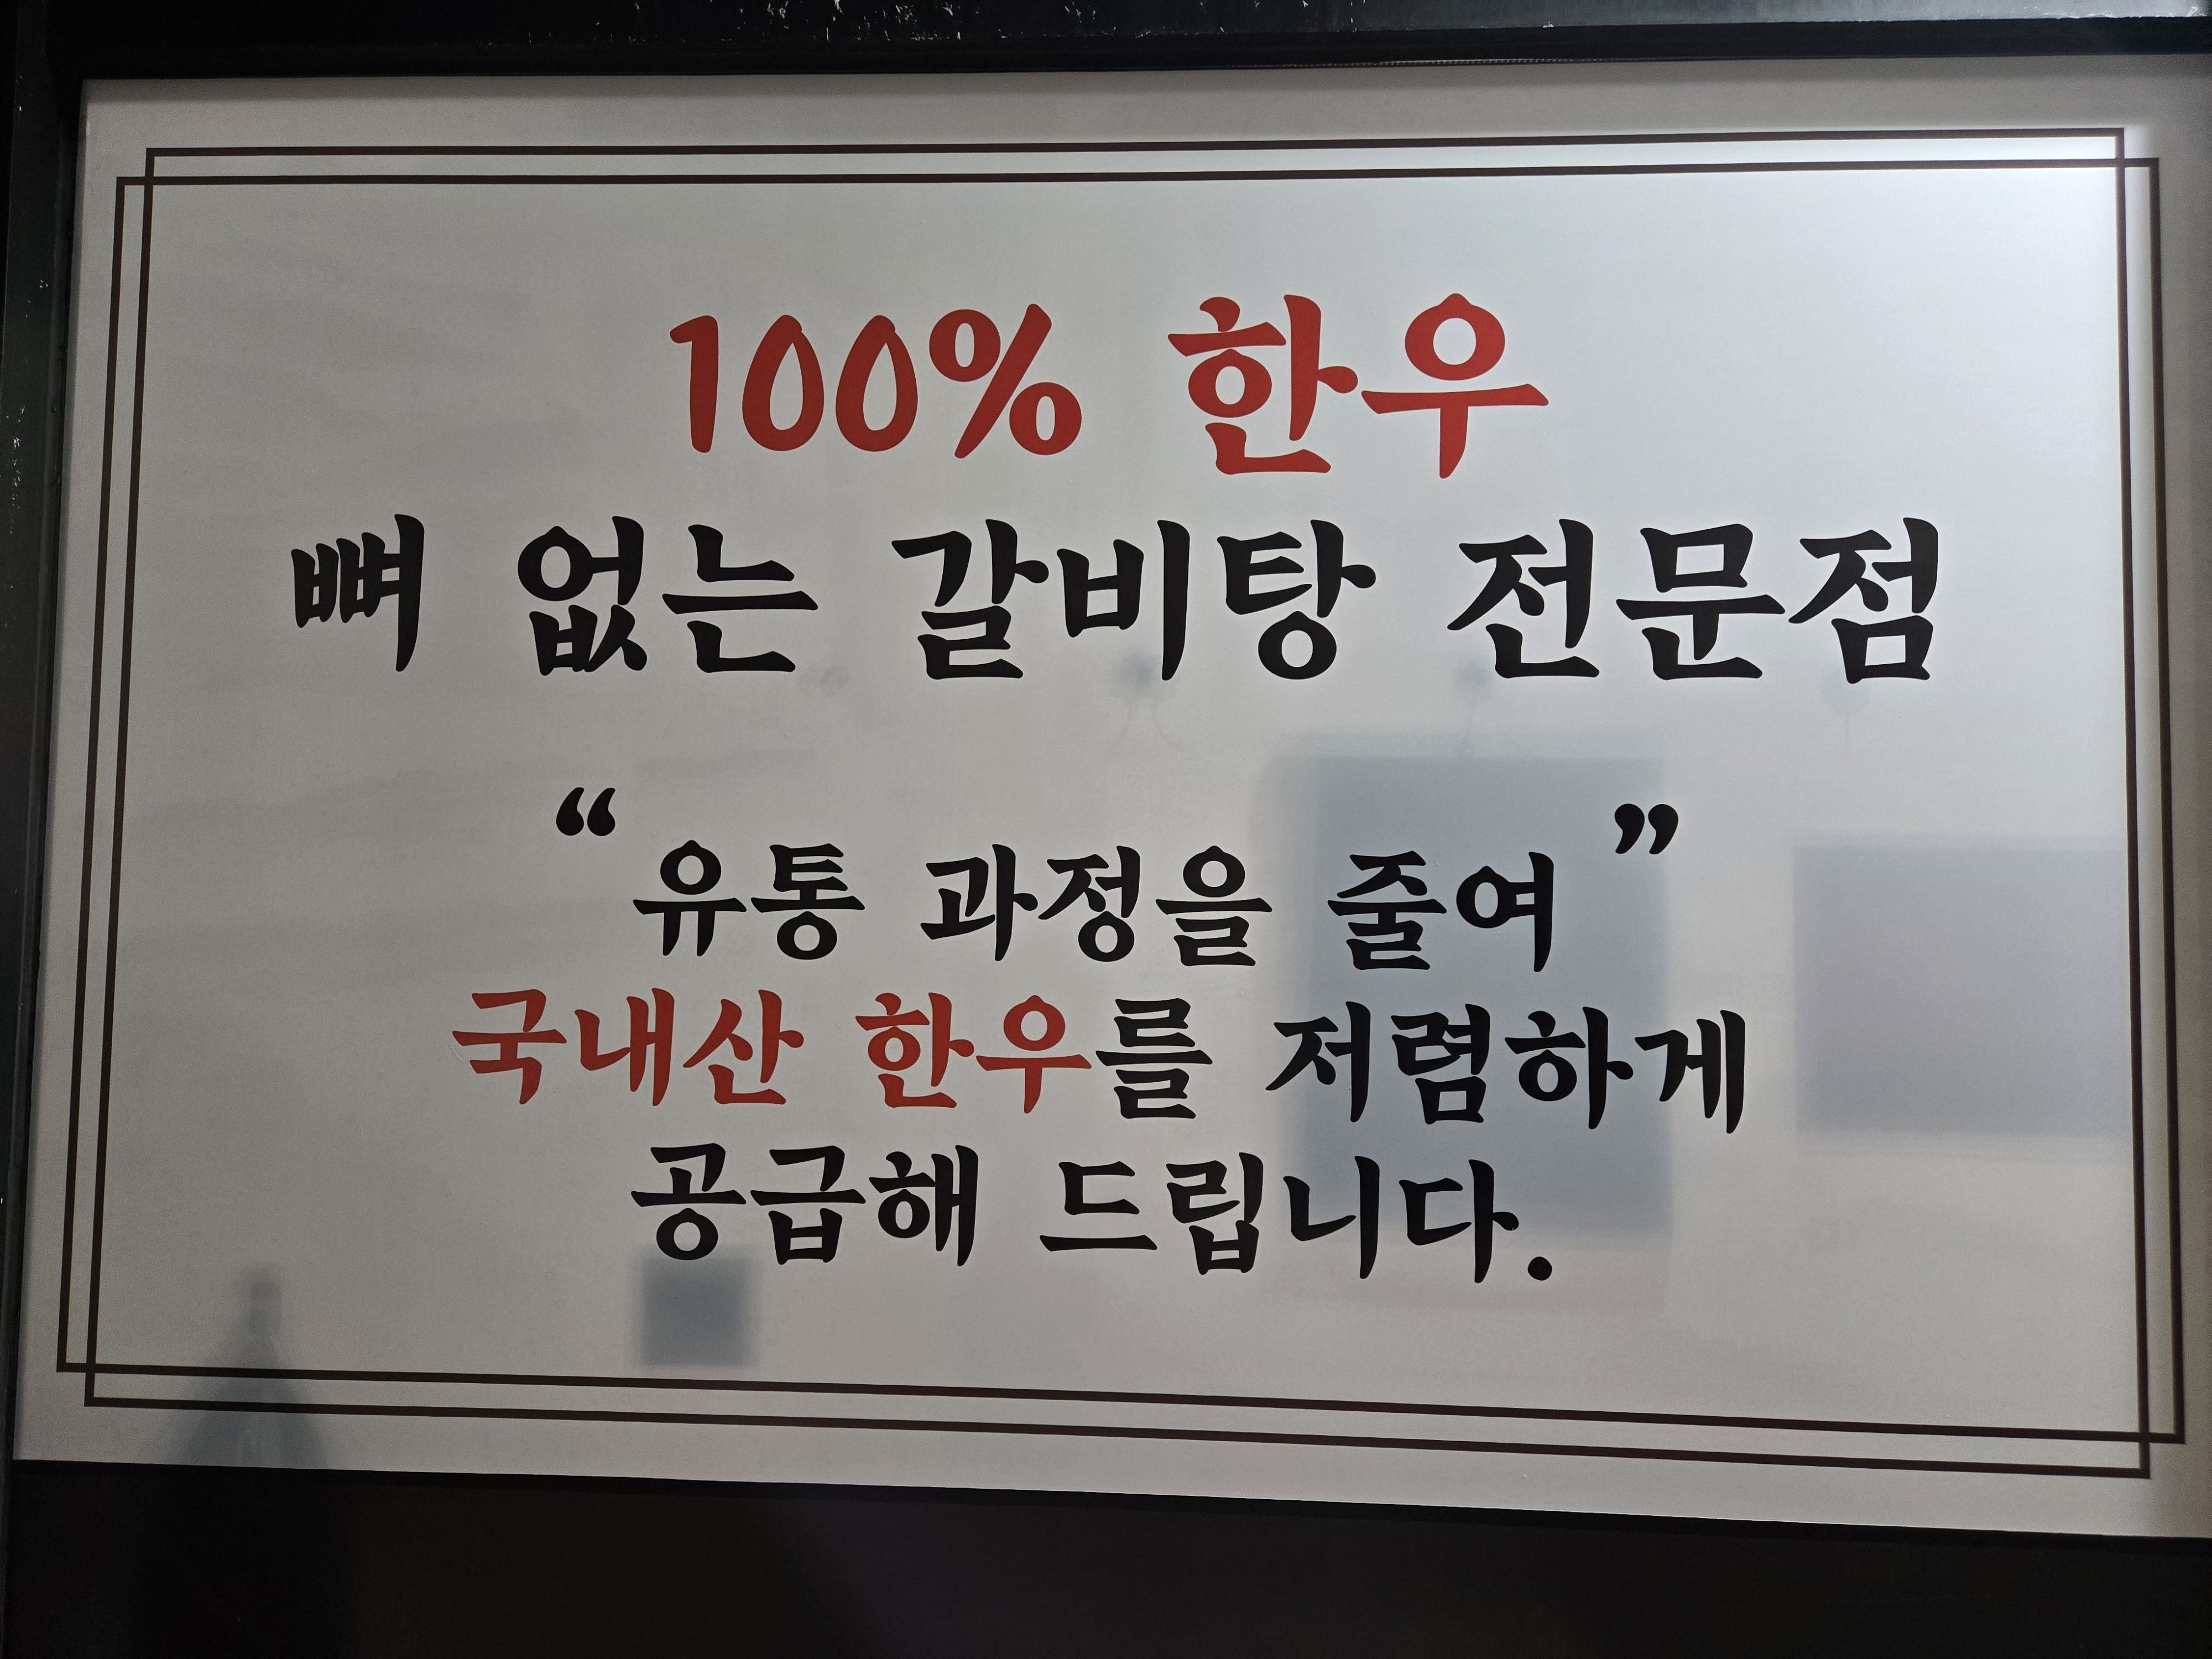 100% 한우
뼈 없는 갈비탕 전문점
“유통 과정을 줄여”
국내산 한우를 저렴하게
공급해 드립니다.